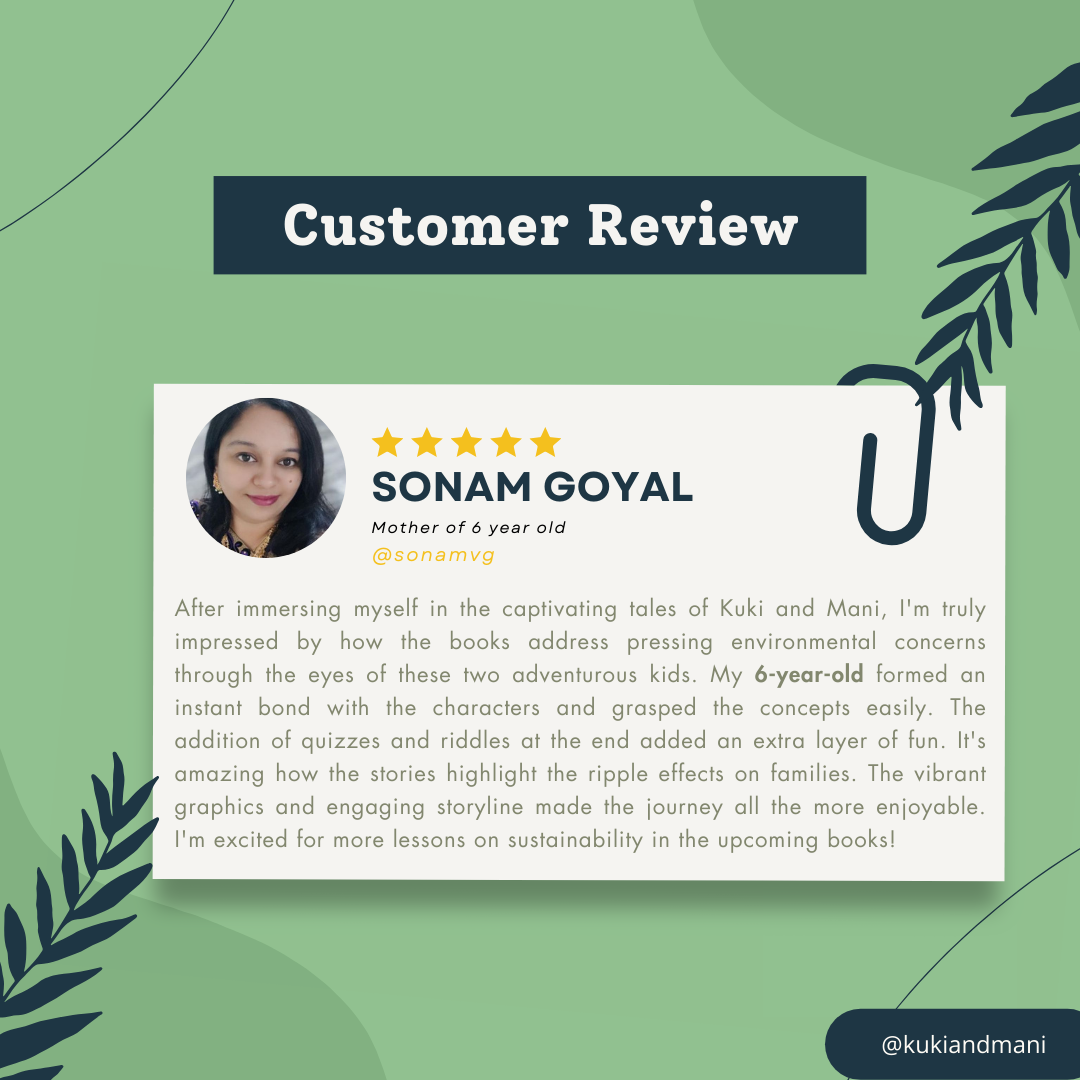 Customer Review
SONAM GOYAL
Mother of 6 year old
@sonamvg
After immersing myself in the captivating tales of Kuki and Mani, I'm truly
impressed by how the books address pressing environmental concerns
through the eyes of these two adventurous kids. My 6-year-old formed an
instant bond with the characters and grasped the concepts easily. The
addition of quizzes and riddles at the end added an extra layer of fun. It's
amazing how the stories highlight the ripple effects on families. The vibrant
graphics and engaging storyline made the journey all the more enjoyable.
I'm excited for more lessons on sustainability in the upcoming books!
@kukiandmani